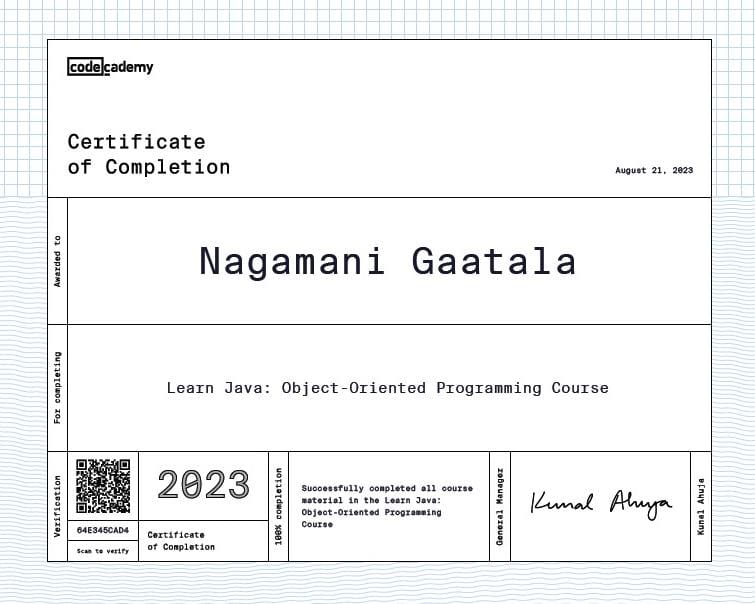 codecademy
Certificate
of Completion
August 21, 2023
Awarded to
Nagamani Gaatala
For completing
Learn Java: Object-Oriented Programming Course
Verification
64E345CAD4
Scan to verify
2023
Certificate
of Completion
100% completion
Successfully completed all course
material in the Learn Java:
Object-Oriented Programming
Course
General Manager
Kunal Ahuja
Kunal Ahuja